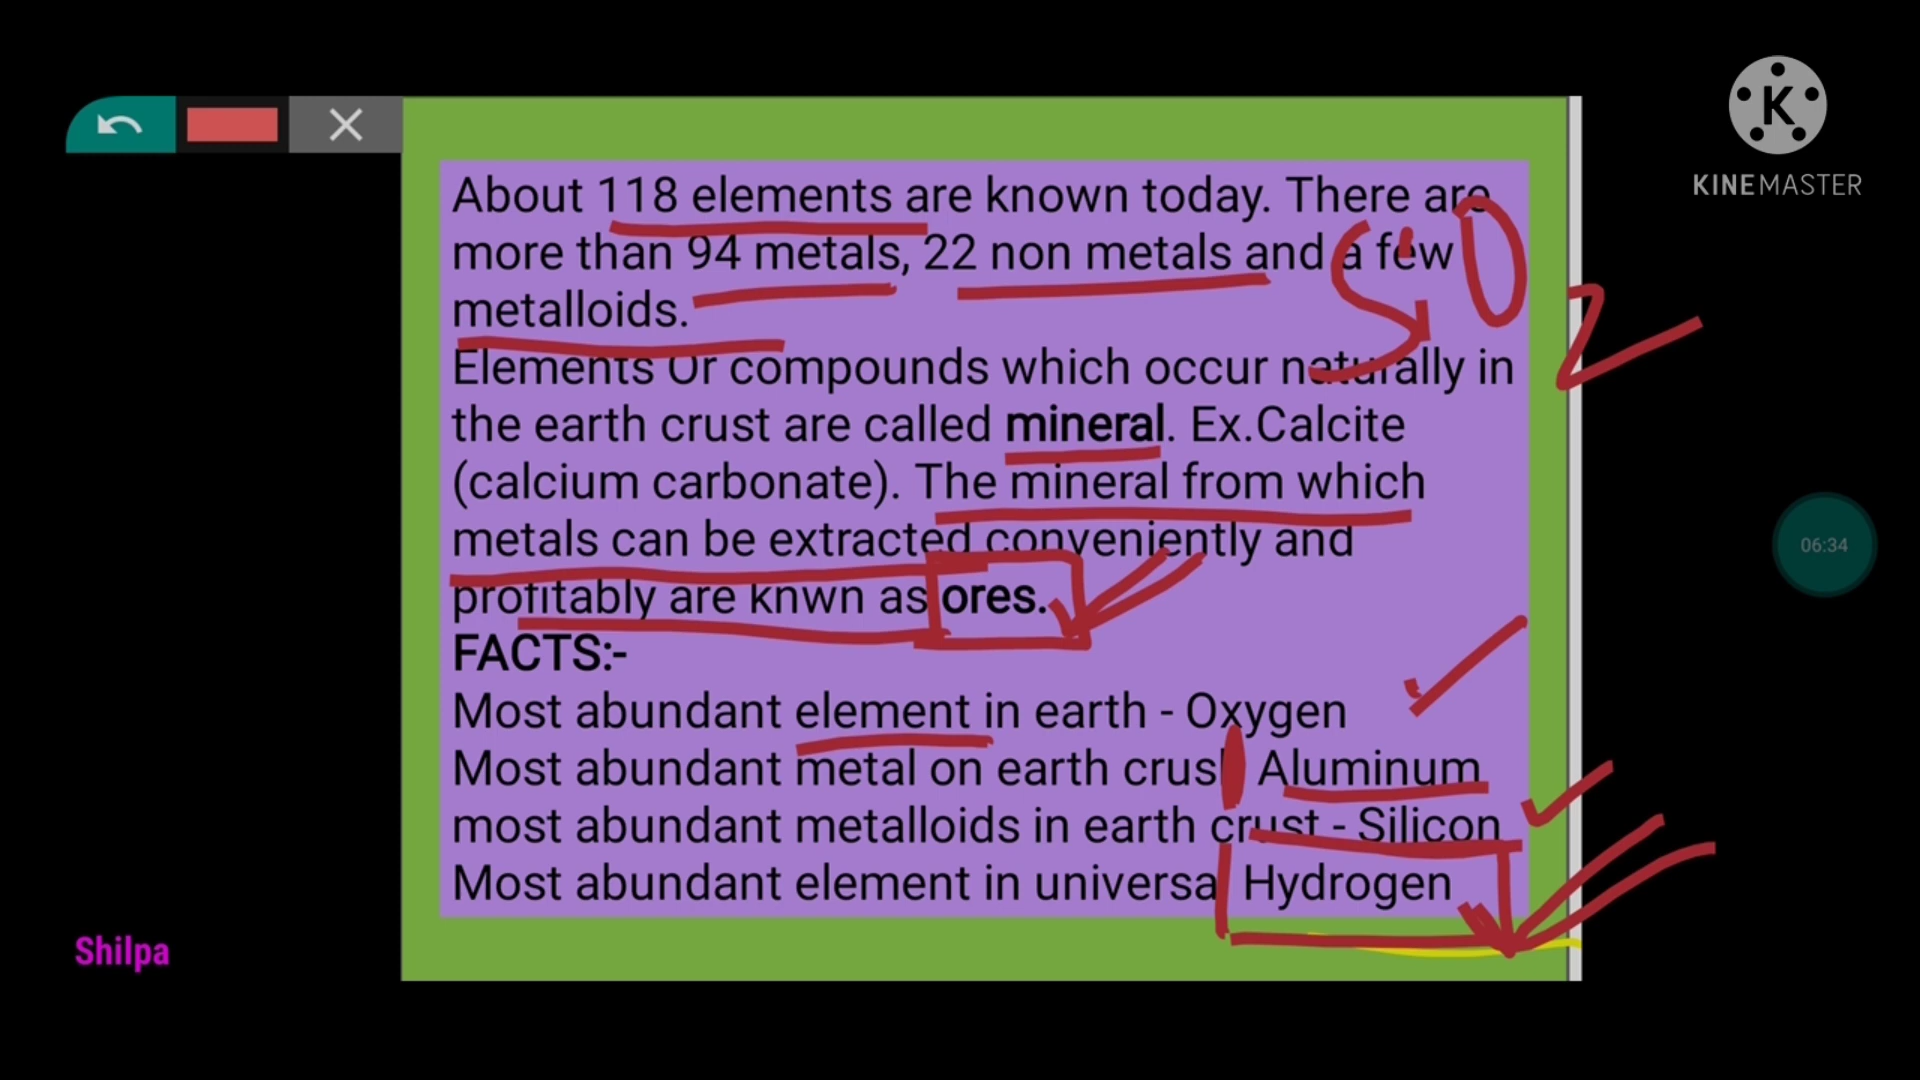 KINEMASTER
About 118 elements are known today. There are
more than 94 metals, 22 non metals and a few
metalloids.
SiO2
Elements Or compounds which occur naturally in
the earth crust are called mineral. Ex.Calcite
(calcium carbonate). The mineral from which
metals can be extracted conveniently and
profitably are knwn as ores.
06:34
FACTS:-
Most abundant element in earth - Oxygen
Most abundant metal on earth crus Aluminum
most abundant metalloids in earth crust - Silicon
Most abundant element in universa Hydrogen
Shilpa